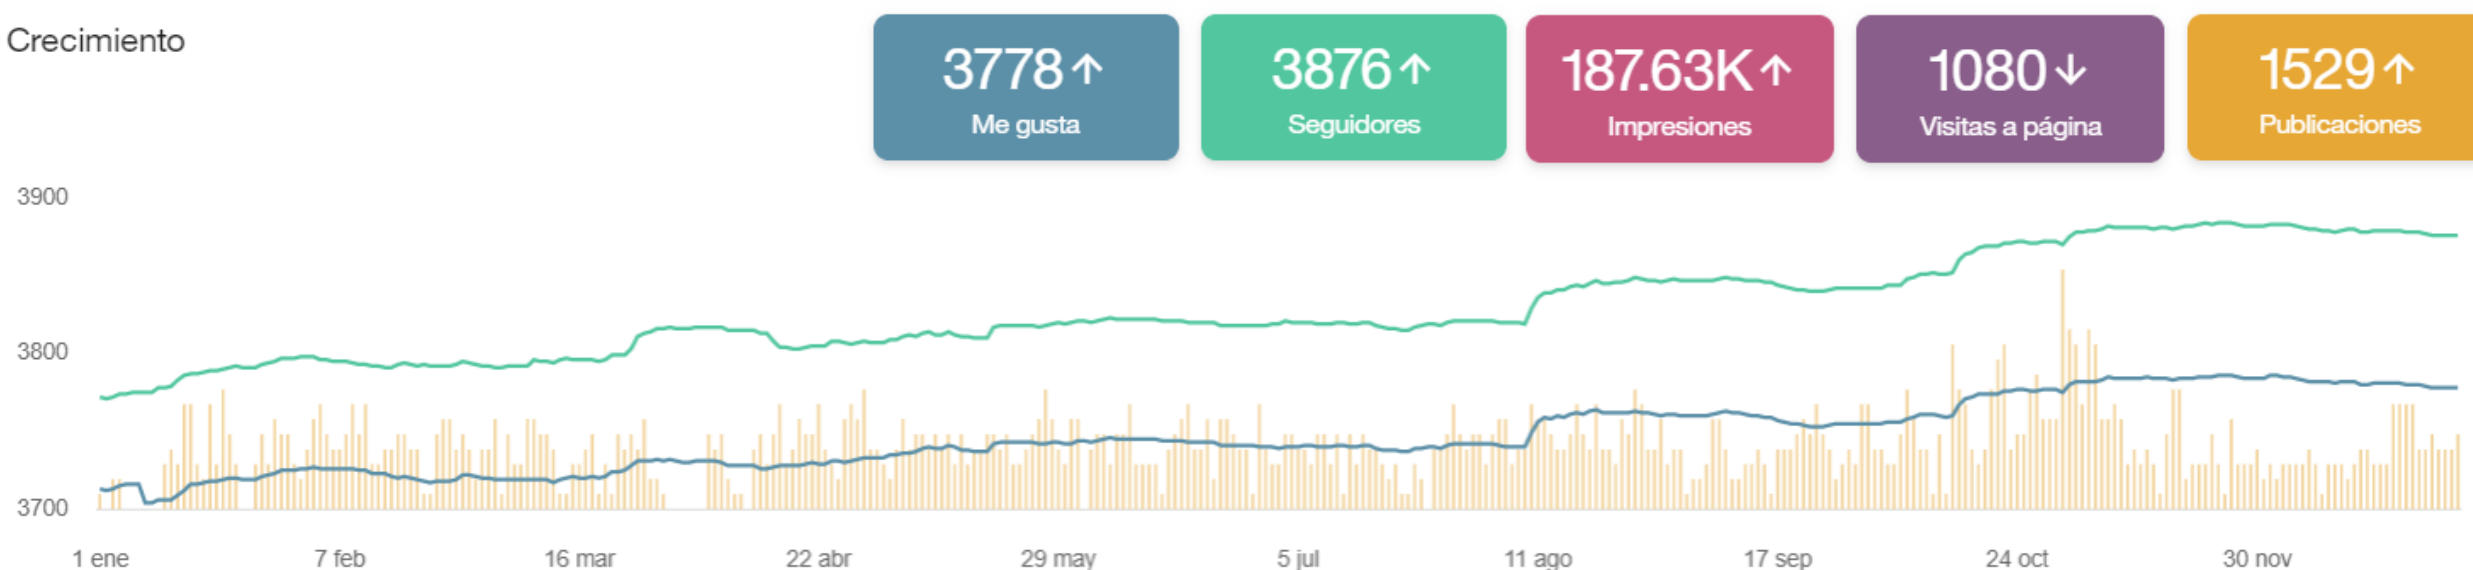 Crecimiento
3778↑
Me gusta
3876↑
Seguidores
187.63K↑
Impresiones
1080↓
Visitas a página
1529↑
Publicaciones
3900
3800
3700
1 ene
7 feb
16 mar
22 abr
29 may
5 jul
11 ago
17 sep
24 oct
30 nov